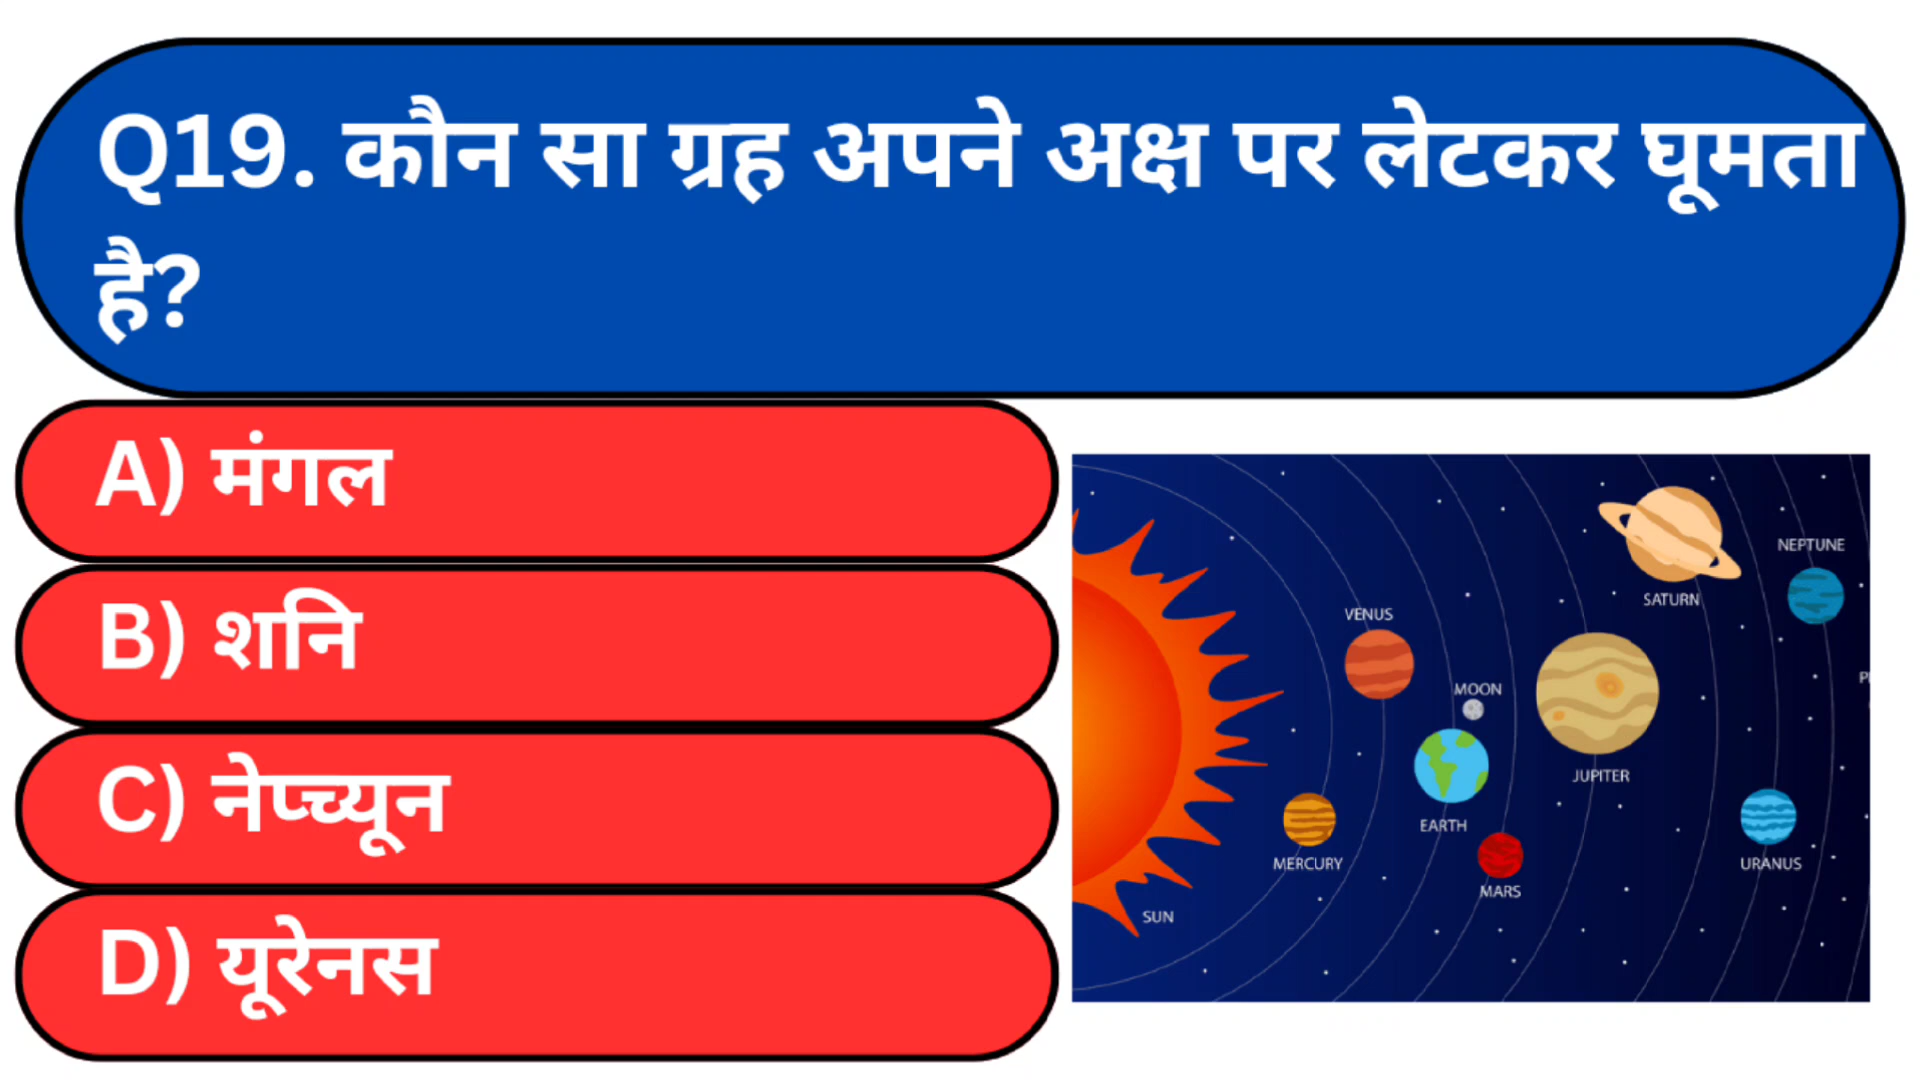 Q19. कौन सा ग्रह अपने अक्ष पर लेटकर घूमता
है?
A) मंगल
B) शनि
C) नेप्च्यून
D) यूरेनस
NEPTUNE
SATURN
VENUS
MOON
JUPITER
EARTH
MERCURY
URANUS
MARS
SUN